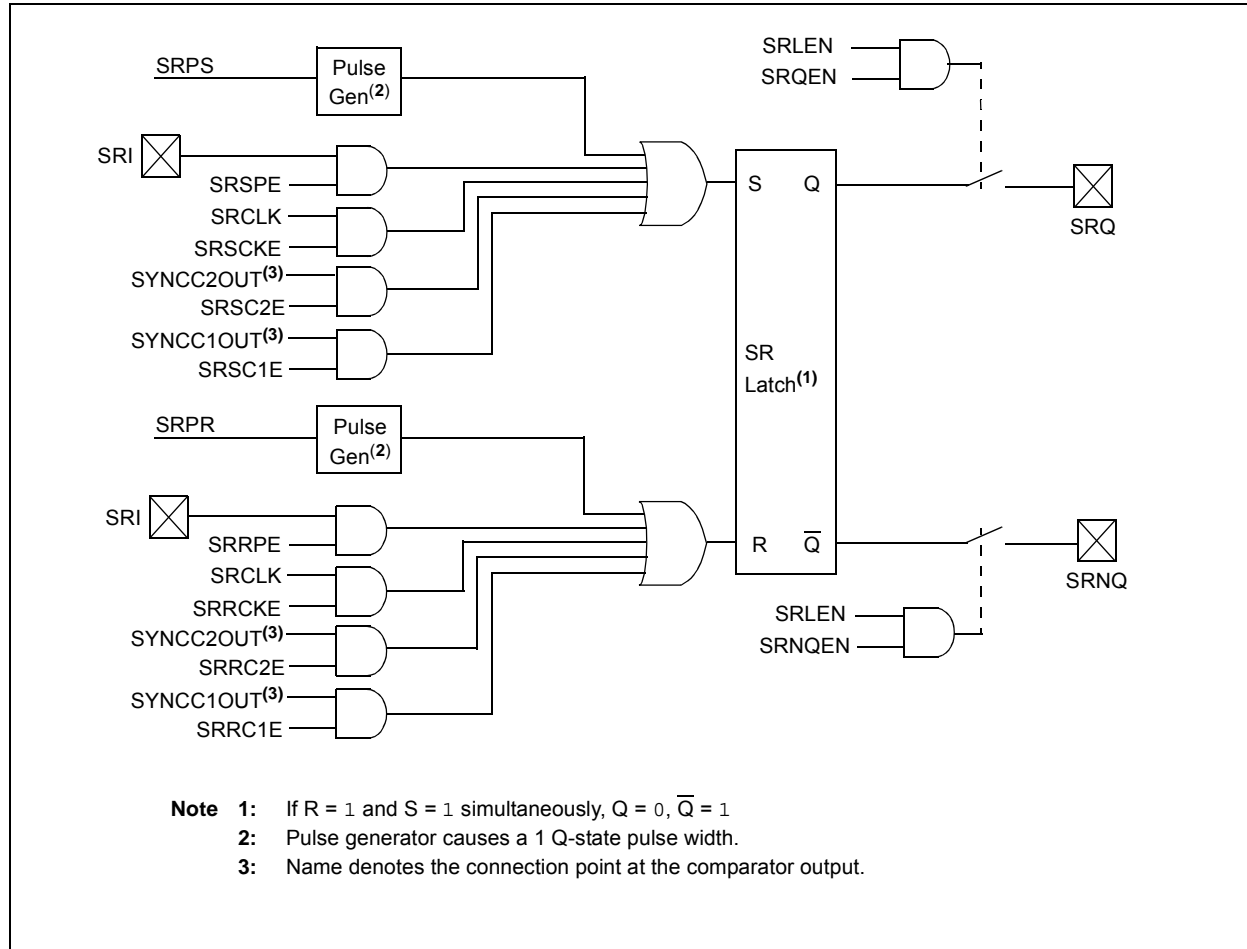 SRPS
Pulse
Gen(2)
SRI
SRSPE
SRCLK
SRSCKE
SYNCC2OUT(3)
SRSC2E
SYNCC1OUT(3)
SRSC1E
SRPR
Pulse
Gen(2)
SRI
SRRPE
SRCLK
SRRCKE
SYNCC2OUT(3)
SRRC2E
SYNCC1OUT(3)
SRRC1E
S Q
SR
Latch(1)
R Q̅
SRLEN
SRQEN
SRQ
SRNQ
SRLEN
SRNQEN
Note 1: If R = 1 and S = 1 simultaneously, Q = 0, Q̅ = 1
2: Pulse generator causes a 1 Q-state pulse width.
3: Name denotes the connection point at the comparator output.